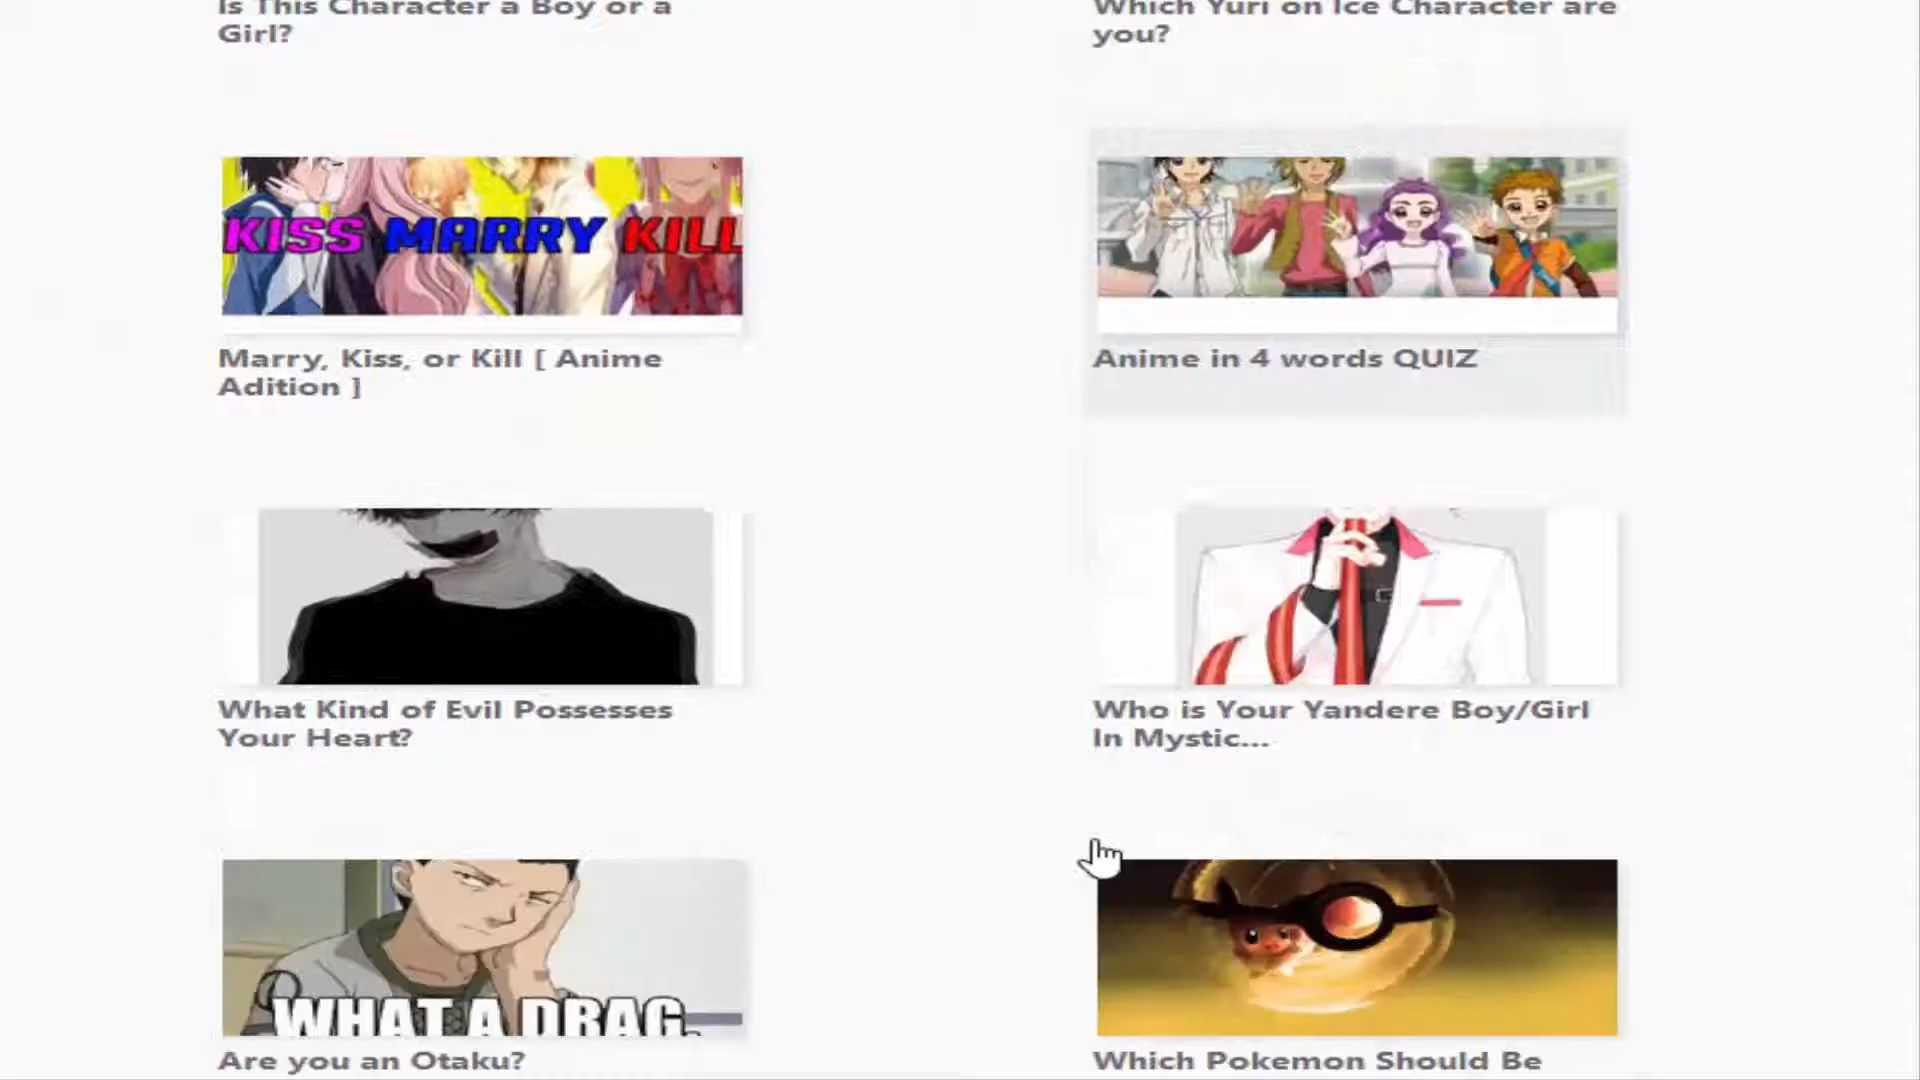 Is This Character a Boy or a
Girl?
Which Yuri on Ice Character are
you?
KISS MARRY KILL
Marry, Kiss, or Kill [ Anime
Adition ]
Anime in 4 words QUIZ
What Kind of Evil Possesses
Your Heart?
Who is Your Yandere Boy/Girl
In Mystic...
WHAT A DRAG.
Are you an Otaku?
Which Pokemon Should Be